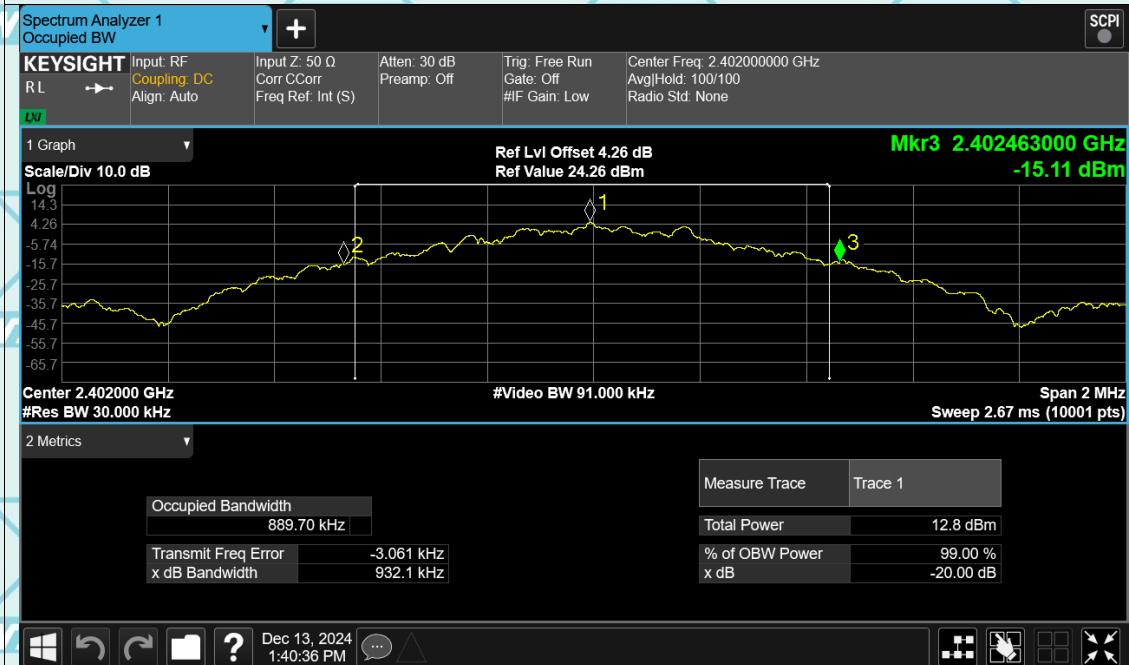 Spectrum Analyzer 1
Occupied BW
+
SCPI
KEYSIGHT
RL
LXI
Input: RF
Coupling: DC
Align: Auto
Input Z: 50 Ω
Corr CCorr
Freq Ref: Int (S)
Atten: 30 dB
Preamp: Off
Trig: Free Run
Gate: Off
#IF Gain: Low
Center Freq: 2.402000000 GHz
Avg|Hold: 100/100
Radio Std: None
1 Graph
Scale/Div 10.0 dB
Ref Lvl Offset 4.26 dB
Ref Value 24.26 dBm
Mkr3 2.402463000 GHz
-15.11 dBm
Log
14.3
4.26
-5.74
-15.7
-25.7
-35.7
-45.7
-55.7
-65.7
1
2
3
Center 2.402000 GHz
#Video BW 91.000 kHz
Span 2 MHz
#Res BW 30.000 kHz
Sweep 2.67 ms (10001 pts)
2 Metrics
Measure Trace Trace 1
Occupied Bandwidth
889.70 kHz
Total Power 12.8 dBm
Transmit Freq Error -3.061 kHz
% of OBW Power 99.00 %
x dB Bandwidth 932.1 kHz
x dB -20.00 dB
?
Dec 13, 2024
1:40:36 PM